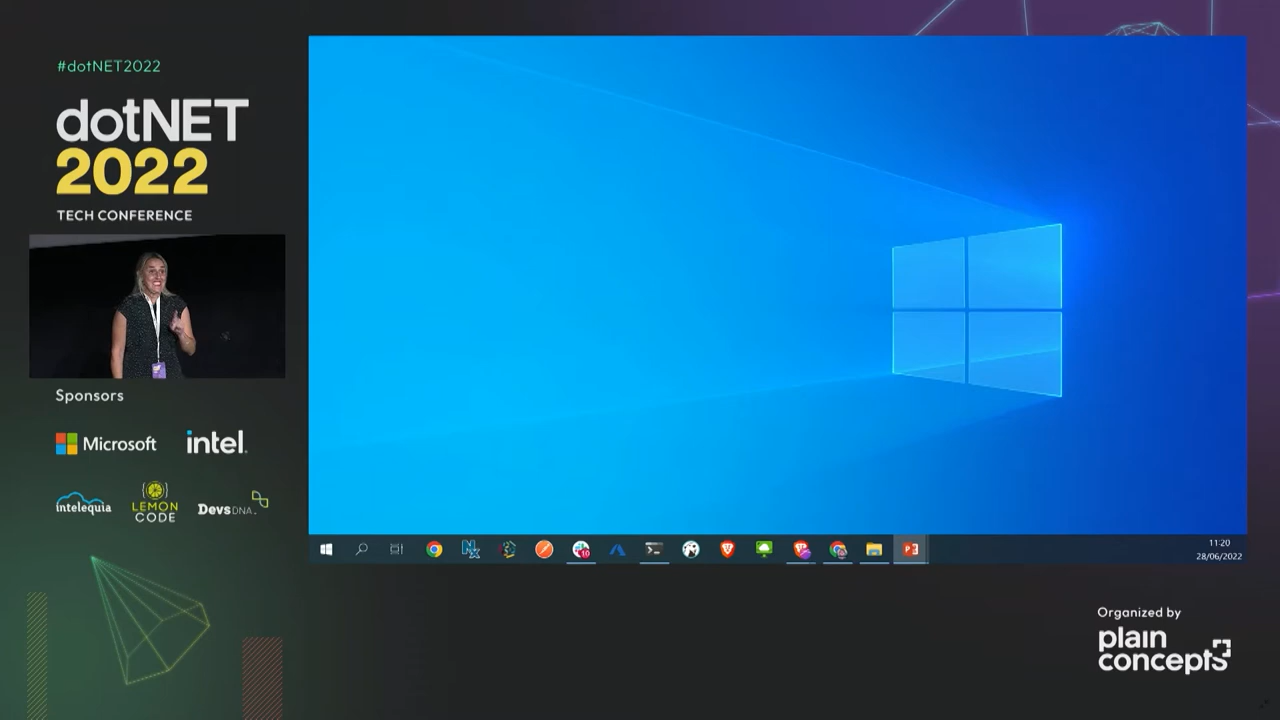 #dotNET2022
dotNET
2022
TECH CONFERENCE
Sponsors
Microsoft
intel.
intelequia
LEMON
CODE
DevsDNA
10
11:20
28/06/2022
Organized by
plain
concepts